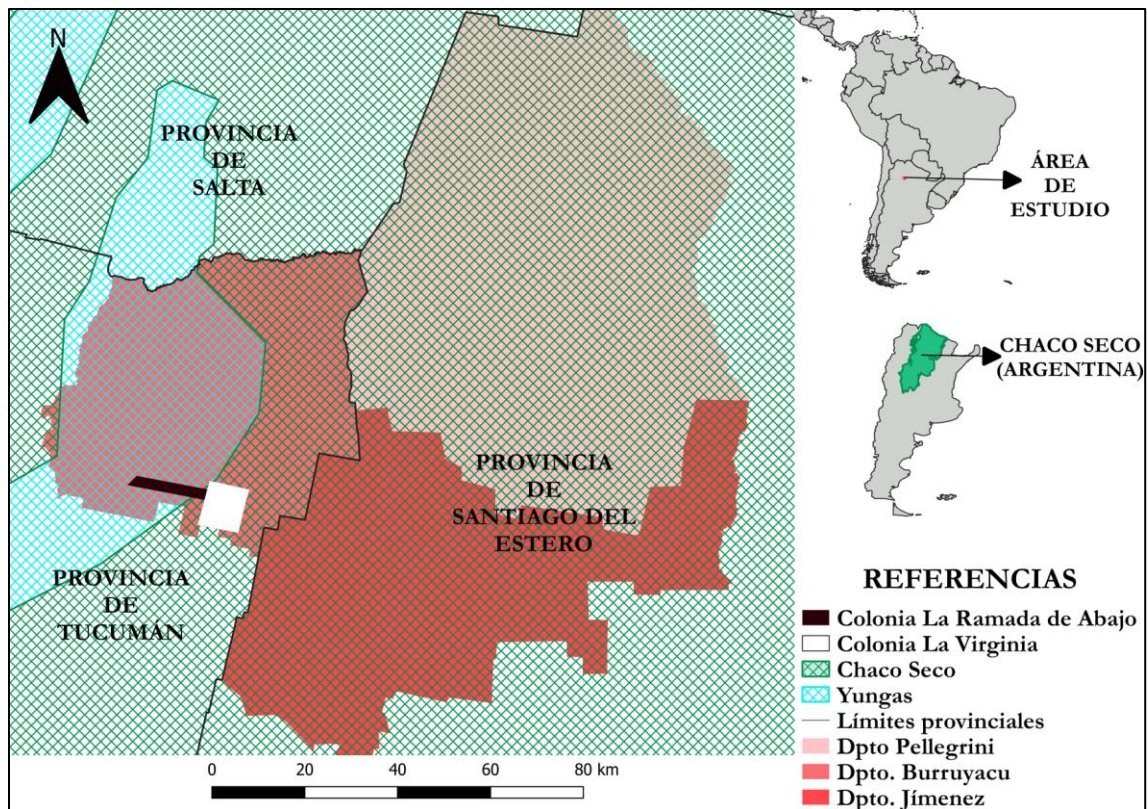 N
PROVINCIA
DE
SALTA
ÁREA
DE
ESTUDIO
CHACO SECO
(ARGENTINA)
PROVINCIA
DE
SANTIAGO DEL
ESTERO
PROVINCIA
DE
TUCUMÁN
REFERENCIAS
Colonia La Ramada de Abajo
Colonia La Virginia
Chaco Seco
Yungas
Límites provinciales
Dpto Pellegrini
Dpto. Burruyacu
Dpto. Jímenez
0 20 40 60 80 km